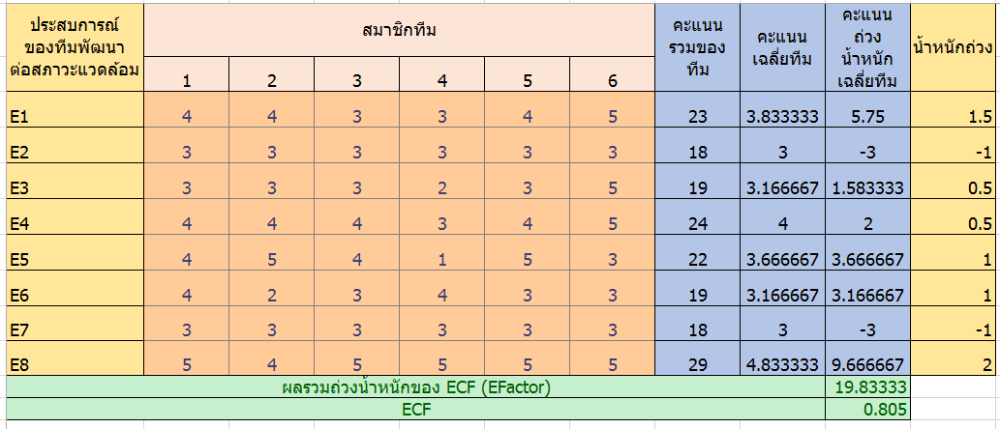 ประสบการณ์
ของทีมพัฒนา
ต่อสภาวะแวดล้อม
สมาชิกทีม
คะแนน
รวมของ
ทีม
คะแนน
เฉลี่ยทีม
คะแนน
ถ่วง
น้ำหนัก
เฉลี่ยทีม
น้ำหนักถ่วง
1 2 3 4 5 6
E1 4 4 3 3 4 5 23 3.833333 5.75 1.5
E2 3 3 3 3 3 3 18 3 -3 -1
E3 3 3 3 2 3 5 19 3.166667 1.583333 0.5
E4 4 4 4 3 4 5 24 4 2 0.5
E5 4 5 4 1 5 3 22 3.666667 3.666667 1
E6 4 2 3 4 3 3 19 3.166667 3.166667 1
E7 3 3 3 3 3 3 18 3 -3 -1
E8 5 4 5 5 5 5 29 4.833333 9.666667 2
ผลรวมถ่วงน้ำหนักของ ECF (EFactor) 19.83333
ECF 0.805